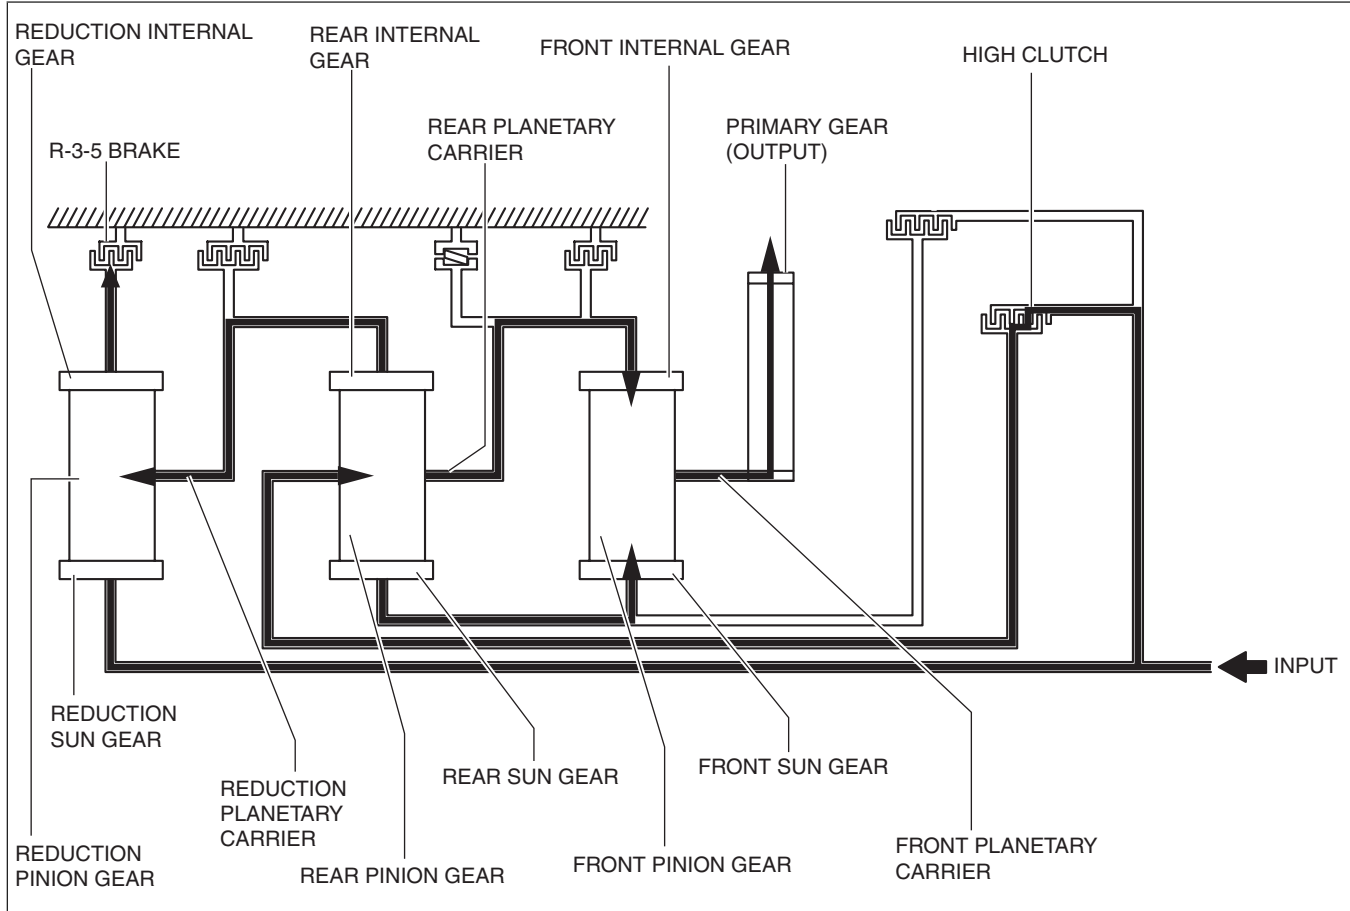 REDUCTION INTERNAL
GEAR
REAR INTERNAL
GEAR
FRONT INTERNAL GEAR
HIGH CLUTCH
R-3-5 BRAKE
REAR PLANETARY
CARRIER
PRIMARY GEAR
(OUTPUT)
INPUT
REDUCTION
SUN GEAR
REAR SUN GEAR
FRONT SUN GEAR
REDUCTION
PLANETARY
CARRIER
REDUCTION
PINION GEAR
REAR PINION GEAR
FRONT PINION GEAR
FRONT PLANETARY
CARRIER